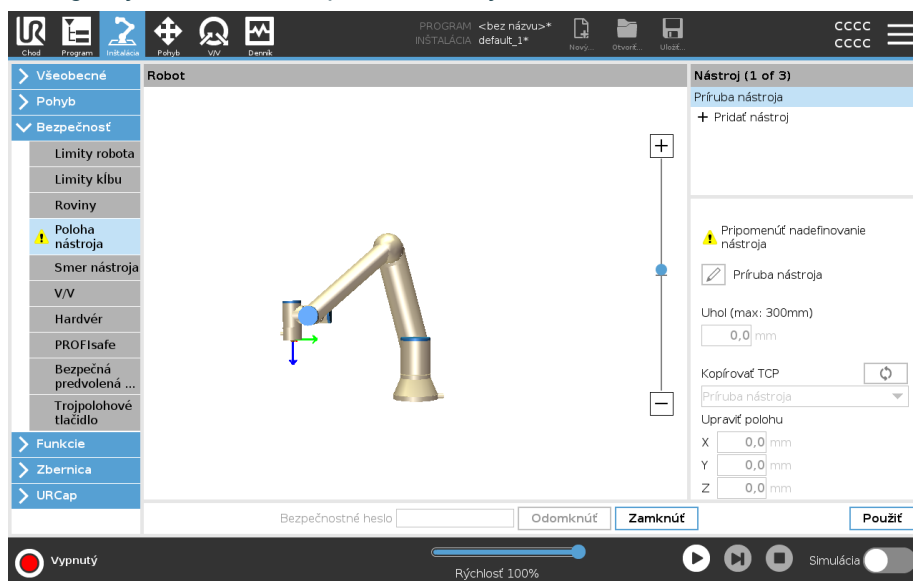 PROGRAM <bez názvu>*
INŠTALÁCIA default_1*
Chod Program Inštalácia Pohyb V/V Denník Nový... Otvoriť... Uložiť...
CCCC
CCCC
Všeobecné
Pohyb
Bezpečnosť
Limity robota
Limity kĺbu
Roviny
Poloha
nástroja
Smer nástroja
V/V
Hardvér
PROFIsafe
Bezpečná
predvolená ...
Trojpolohové
tlačidlo
Funkcie
Zbernica
URCap
Robot
Nástroj (1 of 3)
Príruba nástroja
+ Pridať nástroj
Pripomenúť nadefinovanie
nástroja
Príruba nástroja
Uhol (max: 300mm)
0,0 mm
Kopírovať TCP
Príruba nástroja
Upraviť polohu
X 0,0 mm
Y 0,0 mm
Z 0,0 mm
Bezpečnostné heslo Odomknúť Zamknúť Použiť
Vypnutý
Rýchlosť 100%
Simulácia